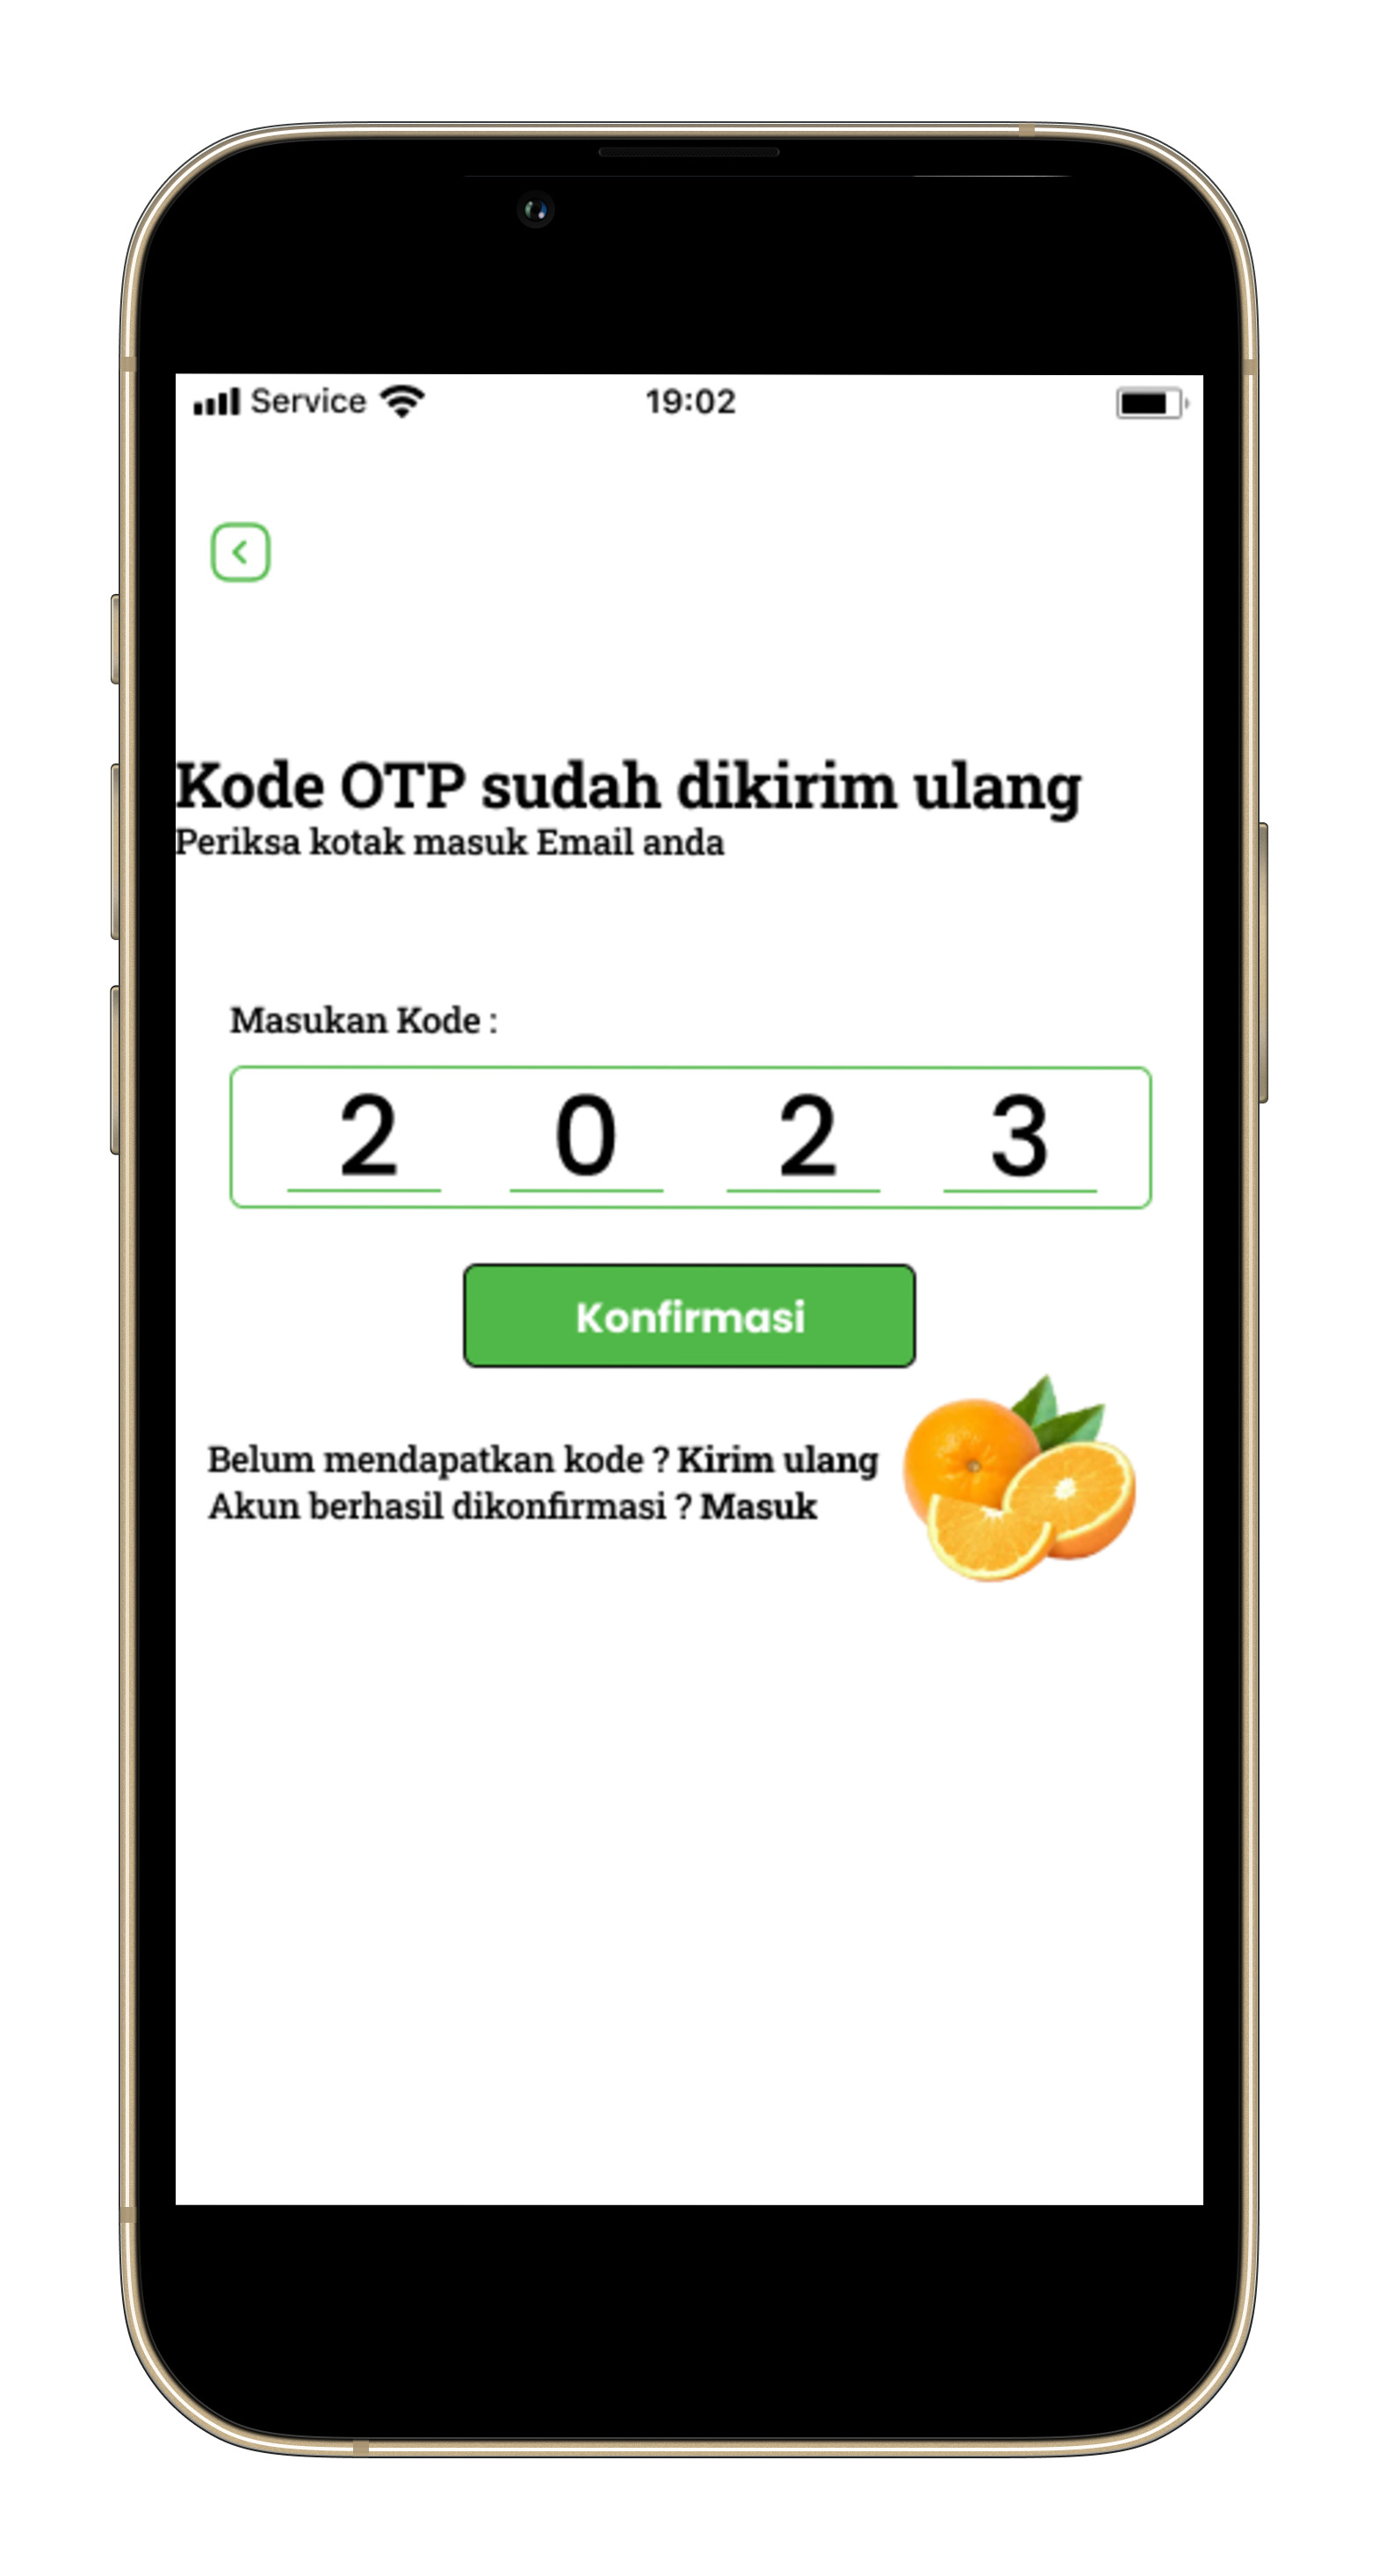 Service 19:02
Kode OTP sudah dikirim ulang
Periksa kotak masuk Email anda
Masukan Kode :
2 0 2 3
Konfirmasi
Belum mendapatkan kode ? Kirim ulang
Akun berhasil dikonfirmasi ? Masuk